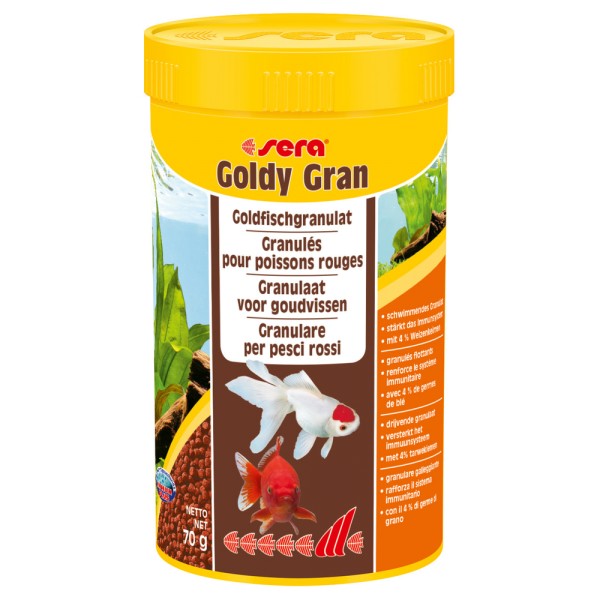 sera
sera
Goldy Gran
Goldfischgranulat
Granulés
pour poissons rouges
Granulaat
voor goudvissen
Granulare
per pesci rossi
• schwimmendes Granulat
• stärkt das Immunsystem
• mit 4 % Weizenkeimen
• granulés flottants
• renforce le système
immunitaire
• avec 4 % de germes
de blé
• drijvende granulaat
• versterkt het
immuunsysteem
• met 4% tarwekiemen
• granulare galleggiante
• rafforza il sistema
immunitario
• con il 4 % di germe di
grano
NETTO
NET
70 g